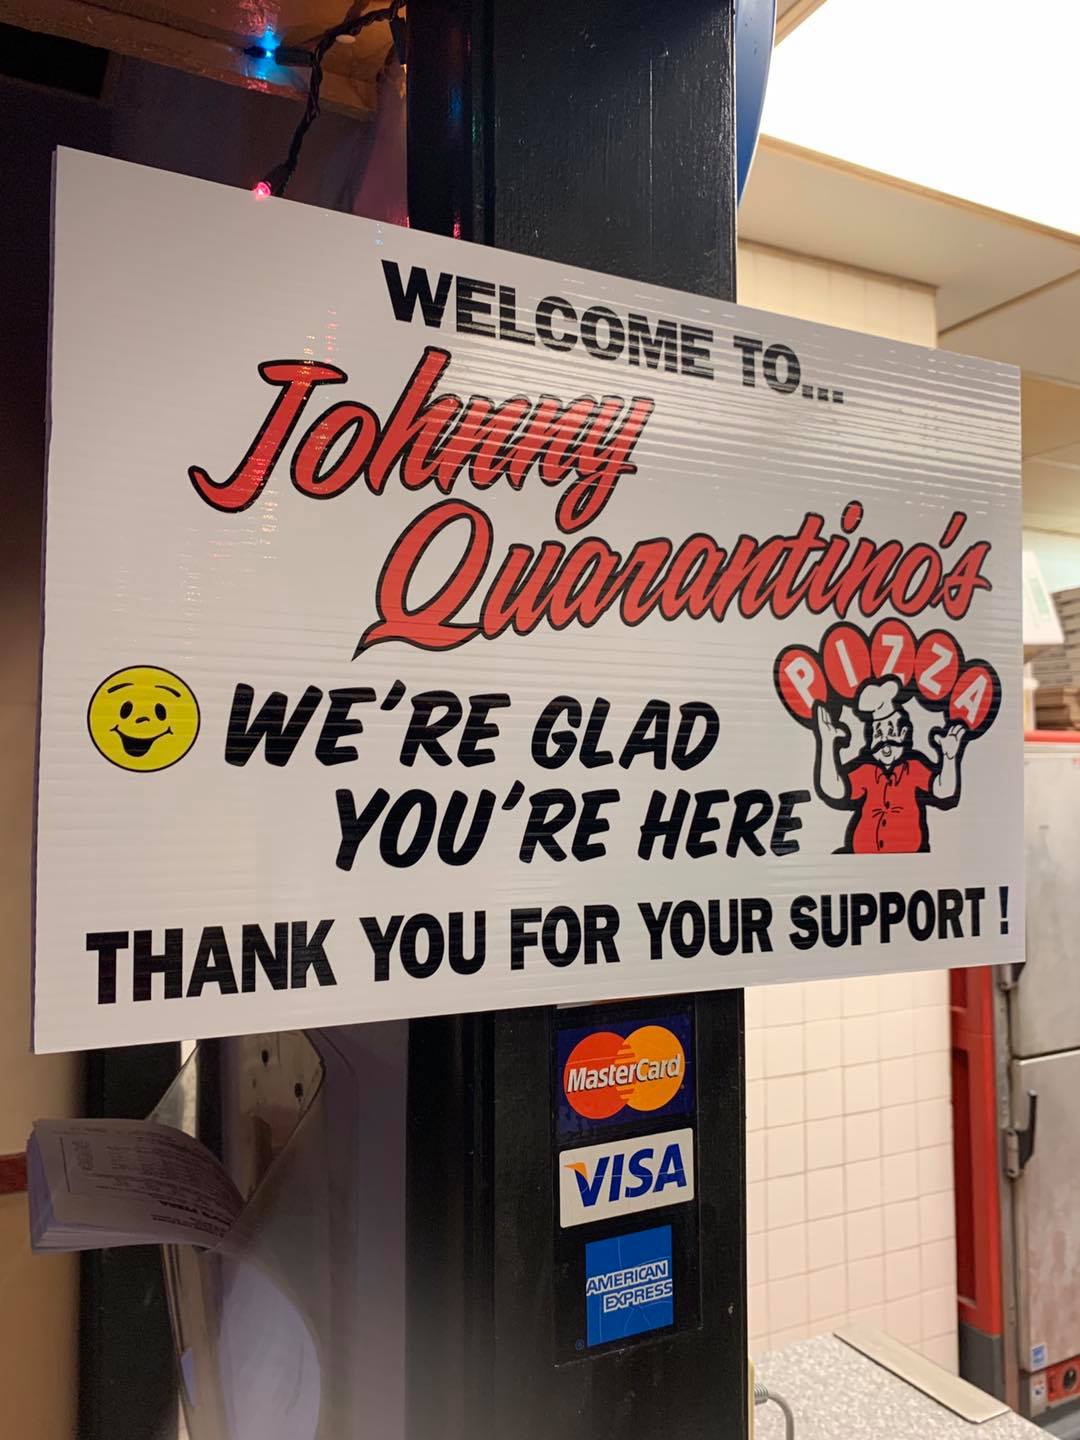 WELCOME TO...
Johnny
Quarantino's
PIZZA
WE'RE GLAD
YOU'RE HERE
THANK YOU FOR YOUR SUPPORT !
MasterCard
VISA
AMERICAN
EXPRESS